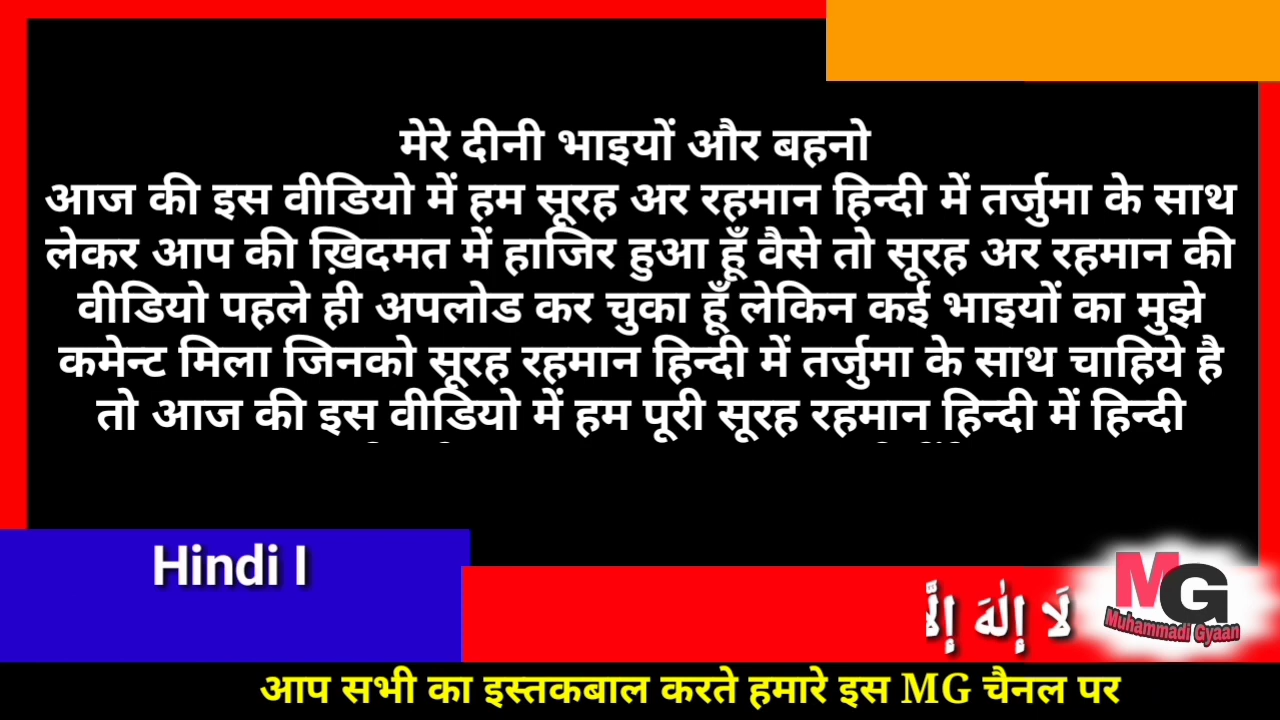 मेरे दीनी भाइयों और बहनो
आज की इस वीडियो में हम सूरह अर रहमान हिन्दी में तर्जुमा के साथ
लेकर आप की ख़िदमत में हाजिर हुआ हूँ वैसे तो सूरह अर रहमान की
वीडियो पहले ही अपलोड कर चुका हूँ लेकिन कई भाइयों का मुझे
कमेन्ट मिला जिनको सूरह रहमान हिन्दी में तर्जुमा के साथ चाहिये है
तो आज की इस वीडियो में हम पूरी सूरह रहमान हिन्दी में हिन्दी
Hindi I
لَا إِلٰهَ إِلَّا
MG
Muhammadi Gyaan
आप सभी का इस्तकबाल करते हमारे इस MG चैनल पर